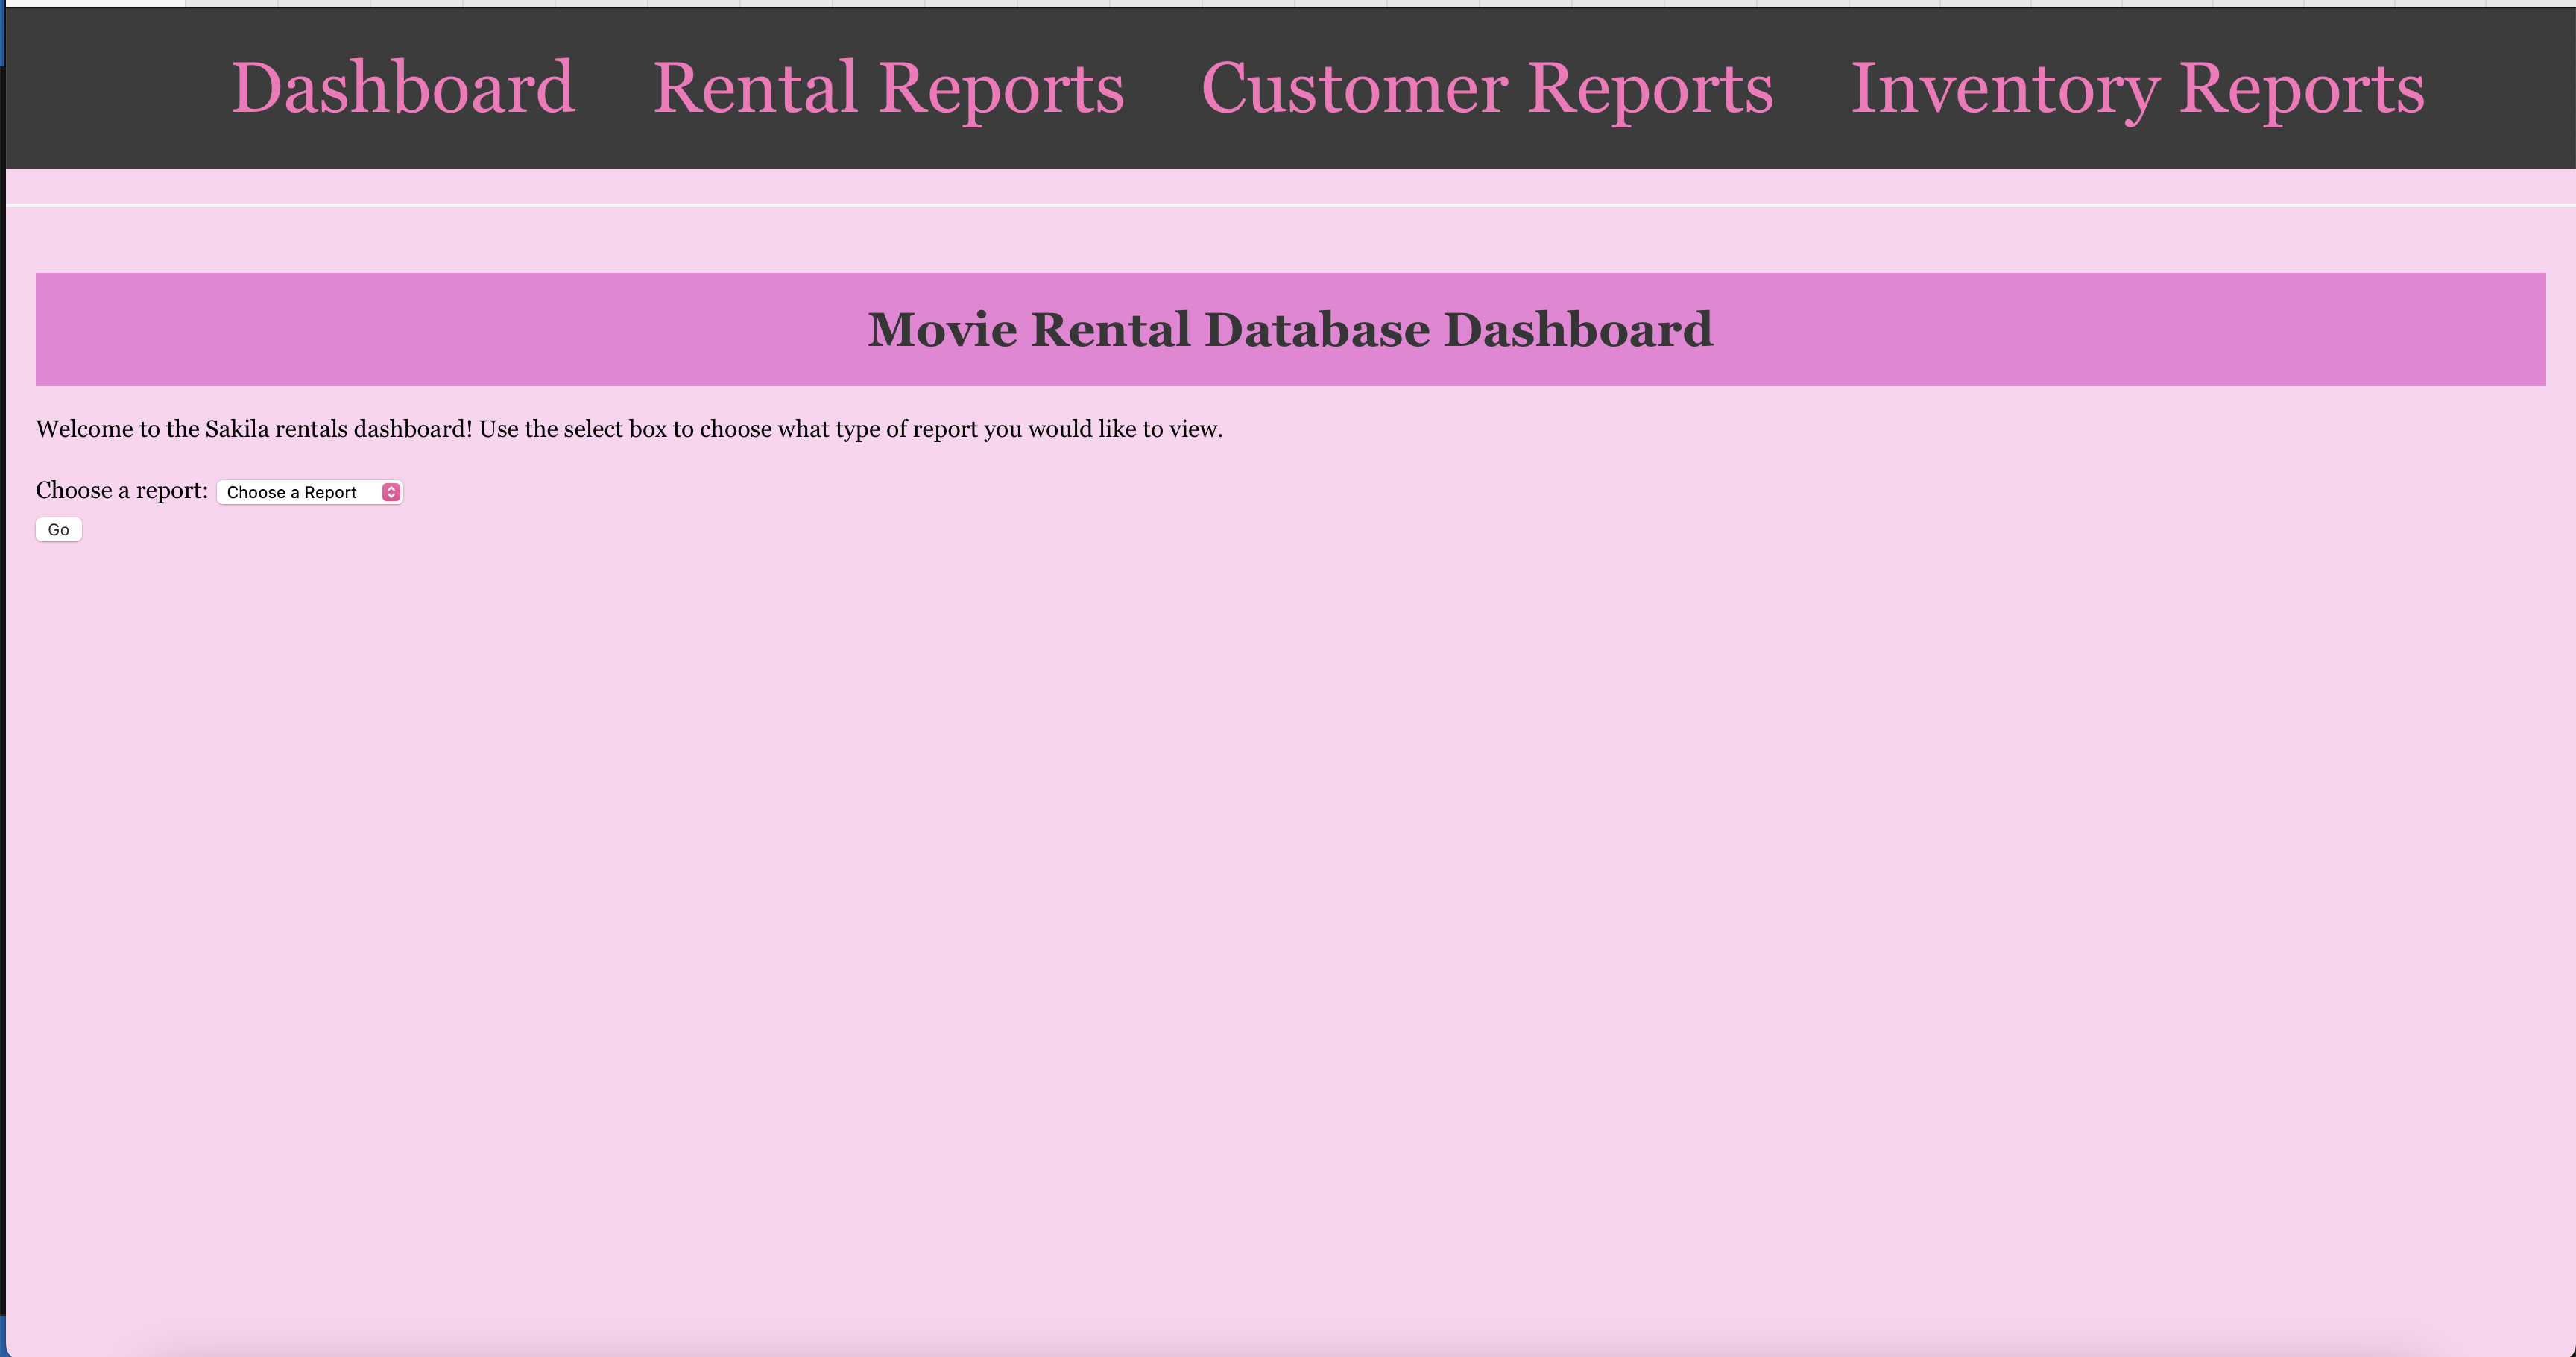 Dashboard Rental Reports Customer Reports Inventory Reports
Movie Rental Database Dashboard
Welcome to the Sakila rentals dashboard! Use the select box to choose what type of report you would like to view.
Choose a report: Choose a Report
Go